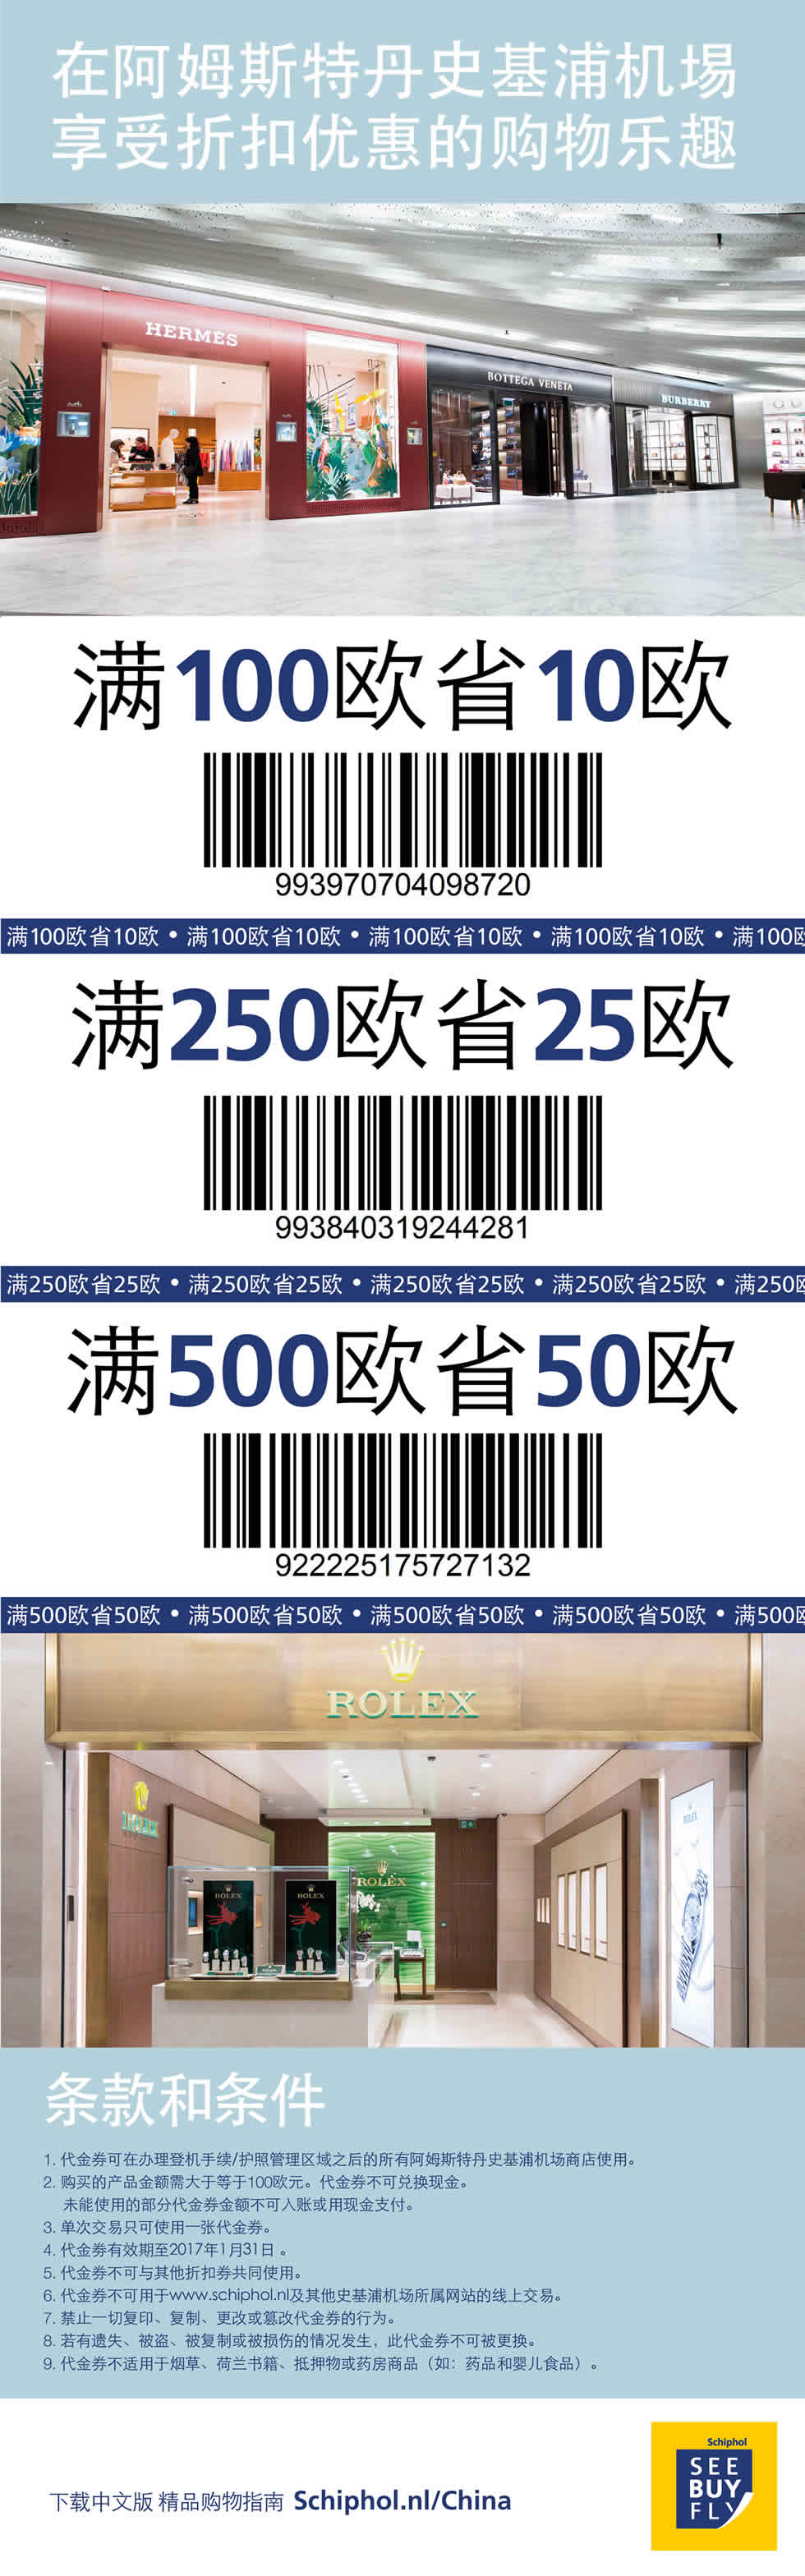 在阿姆斯特丹史基浦机場
享受折扣优惠的购物乐趣
HERMÈS
BOTTEGA VENETA
BURBERRY
满100欧省10欧
993970704098720
满100欧省10欧 • 满100欧省10欧 • 满100欧省10欧 • 满100欧省10欧 • 满100欧
满250欧省25欧
993840319244281
满250欧省25欧 • 满250欧省25欧 • 满250欧省25欧 • 满250欧省25欧 • 满250欧
满500欧省50欧
922225175727132
满500欧省50欧 • 满500欧省50欧 • 满500欧省50欧 • 满500欧省50欧 • 满500欧
ROLEX
ROLEX
ROLEX
ROLEX
ROLEX
条款和条件
1. 代金券可在办理登机手续/护照管理区域之后的所有阿姆斯特丹史基浦机场商店使用。
2. 购买的产品金额需大于等于100欧元。代金券不可兑换现金。
未能使用的部分代金券金额不可入账或用现金支付。
3. 单次交易只可使用一张代金券。
4. 代金券有效期至2017年1月31日 。
5. 代金券不可与其他折扣券共同使用。
6. 代金券不可用于www.schiphol.nl及其他史基浦机场所属网站的线上交易。
7. 禁止一切复印、复制、更改或篡改代金券的行为。
8. 若有遗失、被盗、被复制或被损伤的情况发生，此代金券不可被更换。
9. 代金券不适用于烟草、荷兰书籍、抵押物或药房商品（如：药品和婴儿食品）。
下载中文版 精品购物指南 Schiphol.nl/China
Schiphol
SEE
BUY
FLY